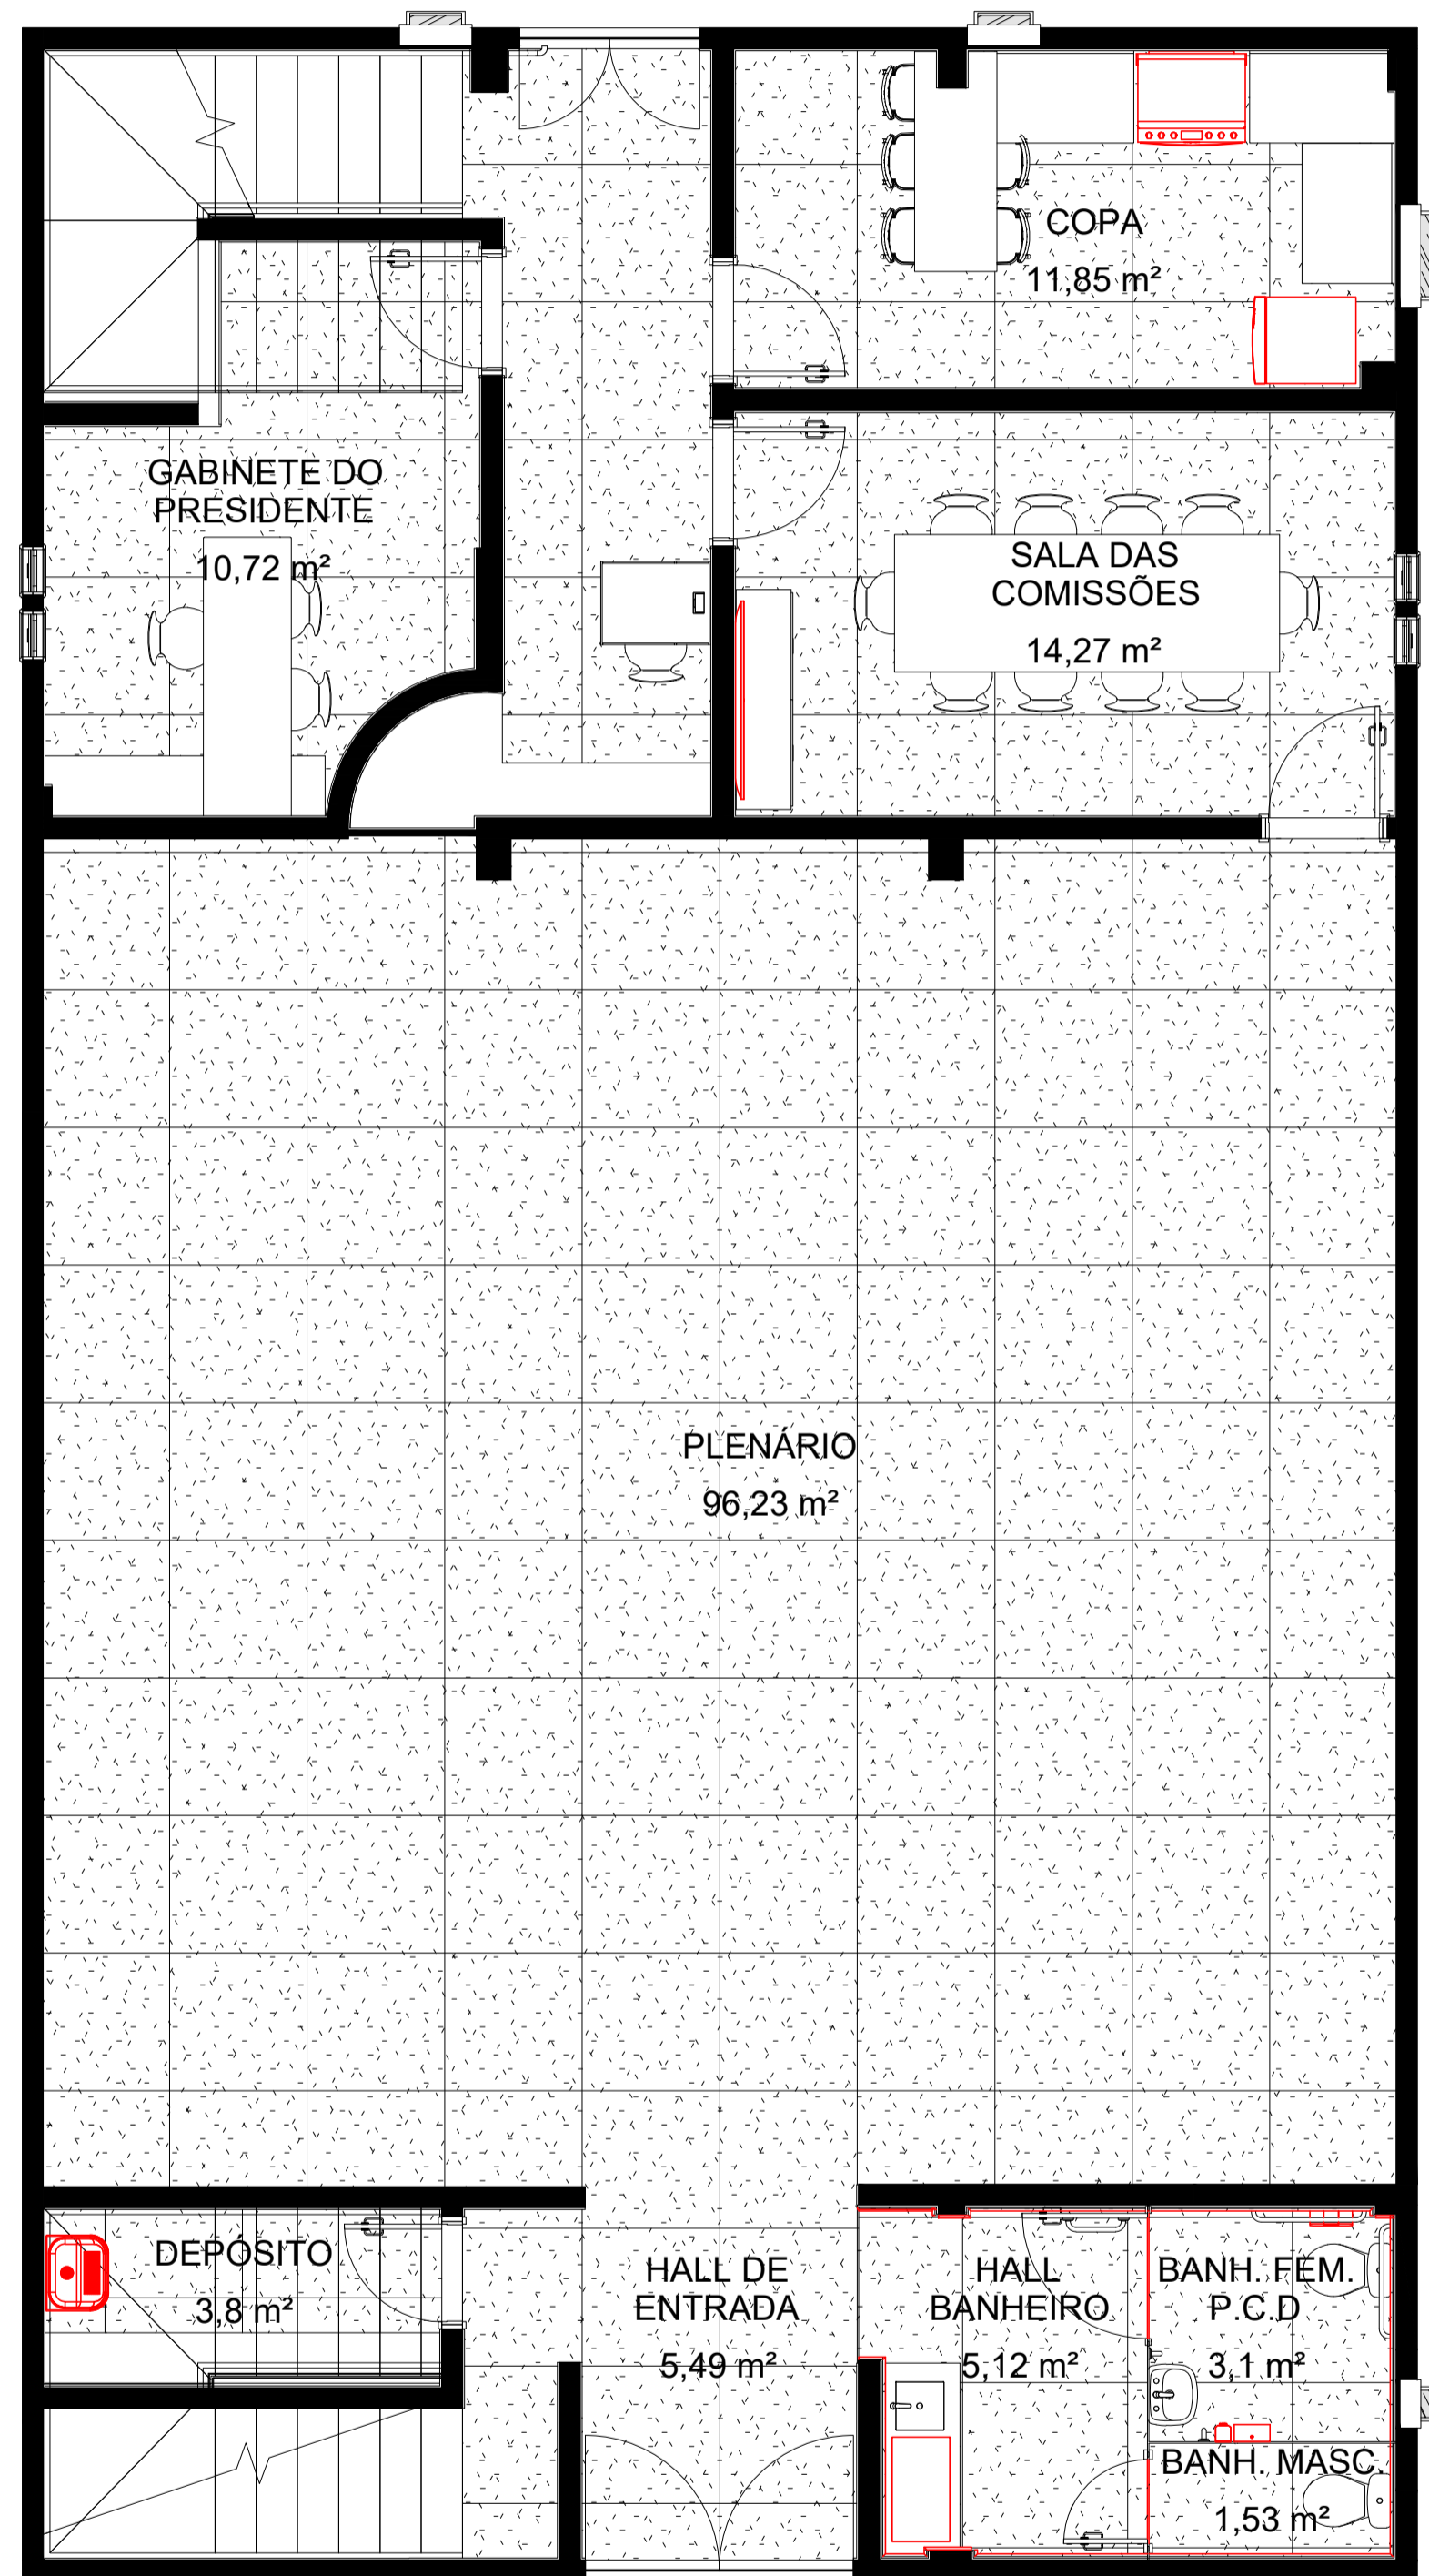 COPA
11,85 m²
GABINETE DO
PRESIDENTE
10,72 m²
SALA DAS
COMISSÕES
14,27 m²
PLENÁRIO
96,23 m²
DEPÓSITO
3,8 m²
HALL DE
ENTRADA
5,49 m²
HALL
BANHEIRO
5,12 m²
BANH. FEM.
P.C.D
3,1 m²
BANH. MASC.
1,53 m²